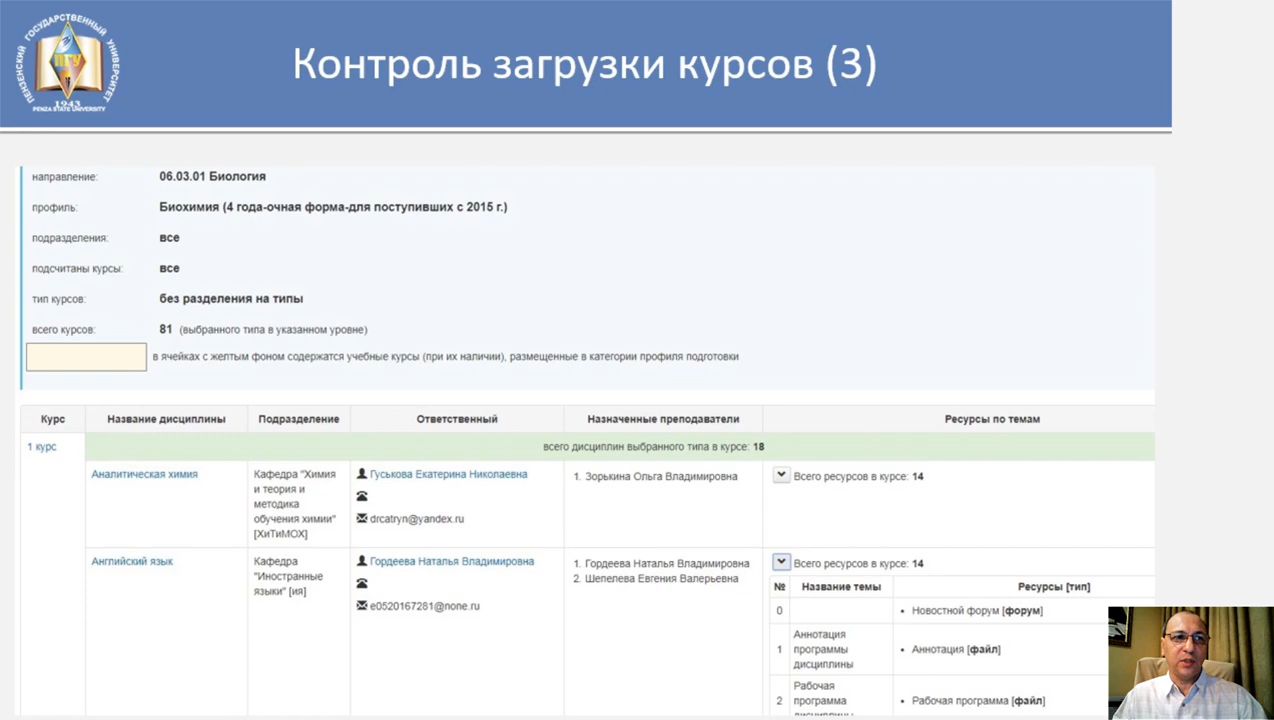 ПЕНЗЕНСКИЙ ГОСУДАРСТВЕННЫЙ УНИВЕРСИТЕТ
ПГУ
1943
PENZA STATE UNIVERSITY
Контроль загрузки курсов (3)
направление: 06.03.01 Биология
профиль: Биохимия (4 года-очная форма-для поступивших с 2015 г.)
подразделения: все
подсчитаны курсы: все
тип курсов: без разделения на типы
всего курсов: 81 (выбранного типа в указанном уровне)
в ячейках с желтым фоном содержатся учебные курсы (при их наличии), размещенные в категории профиля подготовки
Курс Название дисциплины Подразделение Ответственный Назначенные преподаватели Ресурсы по темам
1 курс всего дисциплин выбранного типа в курсе: 18
Аналитическая химия
Кафедра "Химия
и теория и
методика
обучения химии"
[ХиТиМОХ]
Гуськова Екатерина Николаевна
drcatryn@yandex.ru
1. Зорькина Ольга Владимировна
Всего ресурсов в курсе: 14
Английский язык
Кафедра
"Иностранные
языки" [ия]
Гордеева Наталья Владимировна
e0520167281@none.ru
1. Гордеева Наталья Владимировна
2. Шепелева Евгения Валерьевна
Всего ресурсов в курсе: 14
№ Название темы Ресурсы [тип]
0 • Новостной форум [форум]
Аннотация
1 программы • Аннотация [файл]
дисциплины
Рабочая
2 программа • Рабочая программа [файл]
дисциплины